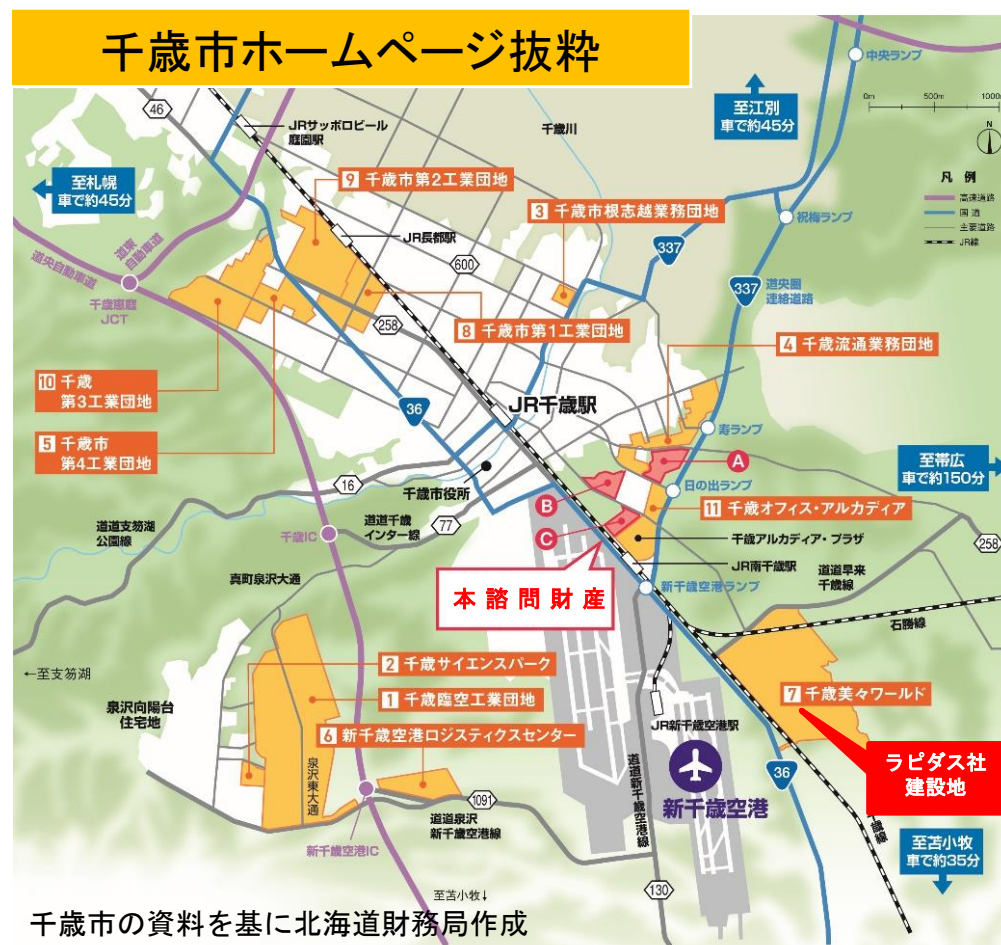 千歳市ホームページ抜粋
中央ランプ
0m 500m 1000m
至江別
車で約45分
N
46
JRサッポロビール
庭園駅
千歳川
凡 例
高速道路
国 道
主要道路
JR線
至札幌
車で約45分
9 千歳市第2工業団地
3 千歳市根志越業務団地
祝梅ランプ
道東
自動車道
道央自動車道
JR長都駅
337
600
337
道央圏
連絡道路
千歳恵庭
JCT
258
8 千歳市第1工業団地
4 千歳流通業務団地
10 千歳
第3工業団地
36
JR千歳駅
5 千歳市
第4工業団地
寿ランプ
A
至帯広
車で約150分
16
千歳市役所
日の出ランプ
B
11 千歳オフィス・アルカディア
道道支笏湖
公園線
千歳IC
道道千歳
インター線
77
C
千歳アルカディア・プラザ
258
JR南千歳駅
道道早来
千歳線
真町泉沢大通
本諮問財産
新千歳空港ランプ
石勝線
←至支笏湖
2 千歳サイエンスパーク
泉沢向陽台
住宅地
1 千歳臨空工業団地
7 千歳美々ワールド
6 新千歳空港ロジスティクスセンター
JR新千歳空港駅
ラピダス社
建設地
泉沢東大通
道道新千歳空港線
36
新千歳空港
千歳線
1091
道道泉沢
新千歳空港線
新千歳空港IC
至苫小牧
車で約35分
130
至苫小牧↓
千歳市の資料を基に北海道財務局作成